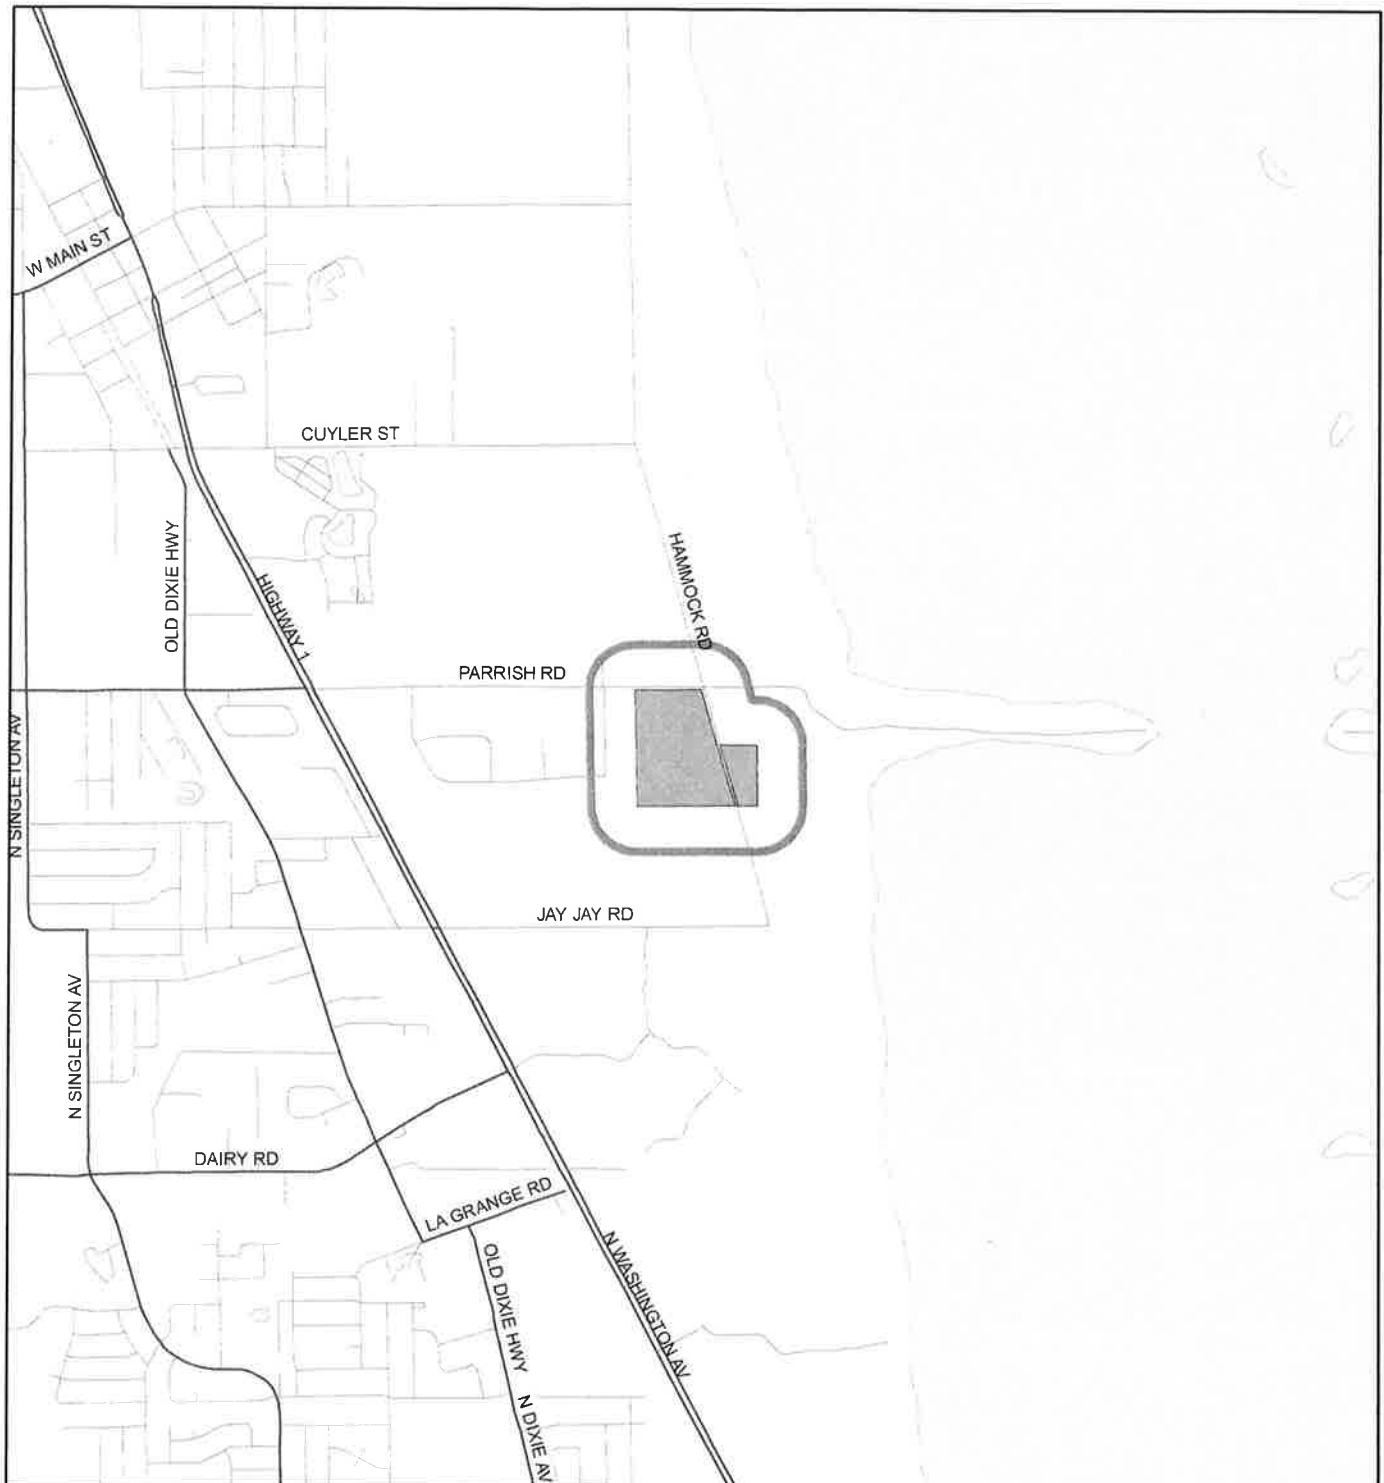 W MAIN ST
CUYLER ST
OLD DIXIE HWY
HIGHWAY 1
HAMMOCK RD
PARRISH RD
N SINGLETON AV
JAY JAY RD
N SINGLETON AV
DAIRY RD
LA GRANGE RD
OLD DIXIE HWY
N WASHINGTON AV
N DIXIE AV